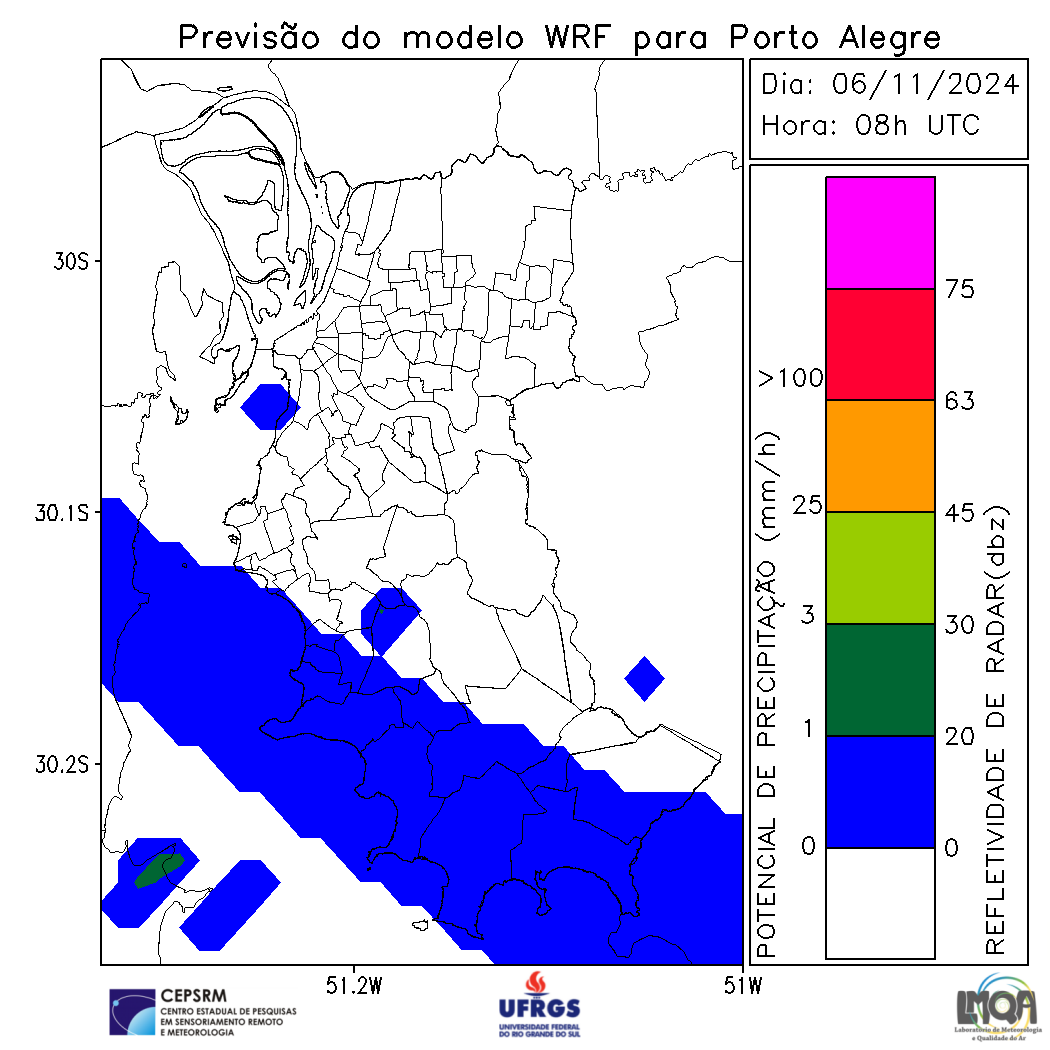 Previsão do modelo WRF para Porto Alegre
Dia: 06/11/2024
Hora: 08h UTC
30S
30.1S
30.2S
51.2W
51W
POTENCIAL DE PRECIPITAÇÃO (mm/h)
>100
25
3
1
0
75
63
45
30
20
0
REFLETIVIDADE DE RADAR(dbz)
CEPSRM
CENTRO ESTADUAL DE PESQUISAS
EM SENSORIAMENTO REMOTO
E METEOROLOGIA
UFRGS
UNIVERSIDADE FEDERAL
DO RIO GRANDE DO SUL
LMQA
Laboratório de Meteorologia
e Qualidade do Ar